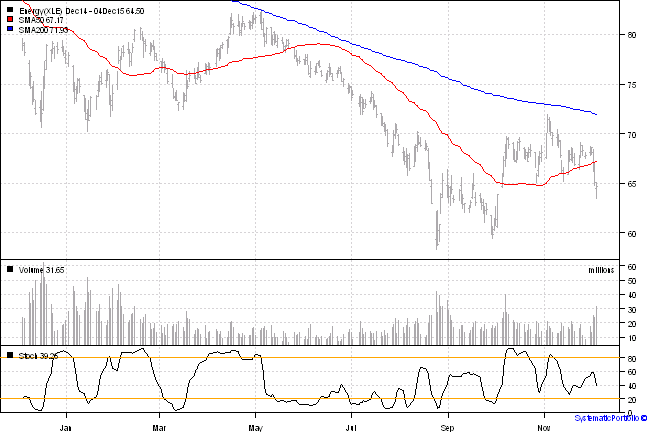 Energy(XLE) Dec14 - 04Dec15 64.50
SMA50 67.17
SMA200 71.93
80
75
70
65
60
Volume 31.65
millions
60
50
40
30
20
10
Stoch 39.26
80
60
40
20
0
Jan
Mar
May
Jul
Sep
Nov
SystematicPortfolio ©